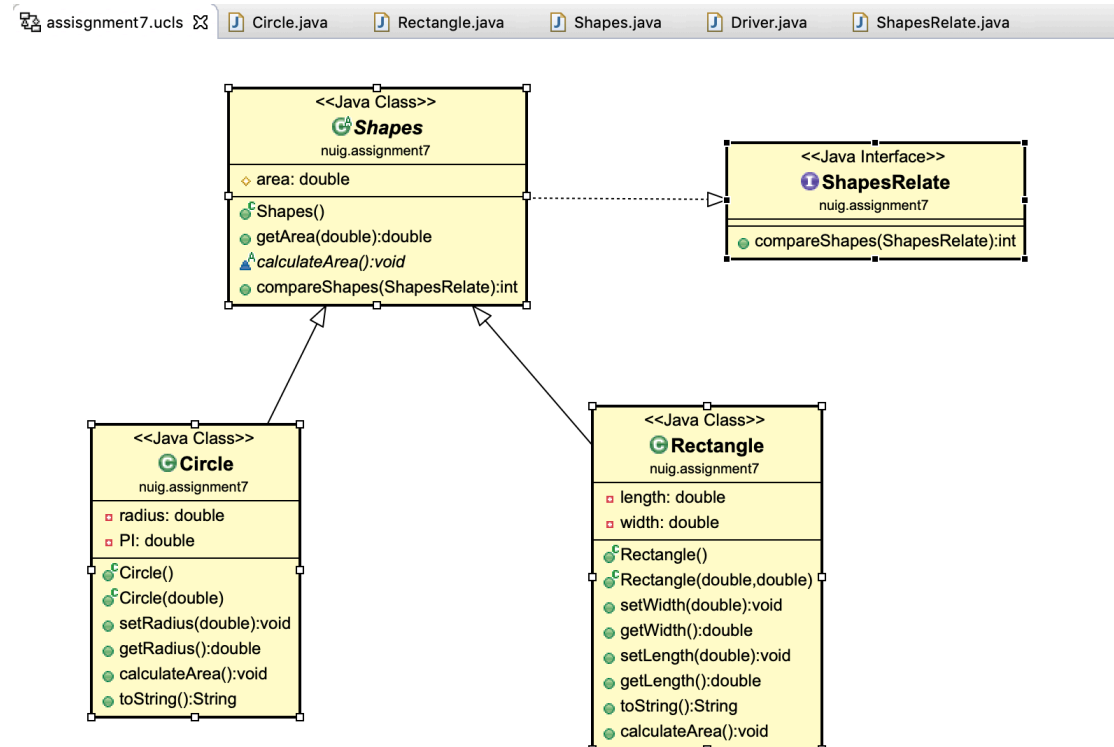 assisgnment7.ucls
Circle.java
Rectangle.java
Shapes.java
Driver.java
ShapesRelate.java
<<Java Class>>
Shapes
nuig.assignment7
area: double
Shapes()
getArea(double):double
calculateArea():void
compareShapes(ShapesRelate):int
<<Java Interface>>
ShapesRelate
nuig.assignment7
compareShapes(ShapesRelate):int
<<Java Class>>
Circle
nuig.assignment7
radius: double
PI: double
Circle()
Circle(double)
setRadius(double):void
getRadius():double
calculateArea():void
toString():String
<<Java Class>>
Rectangle
nuig.assignment7
length: double
width: double
Rectangle()
Rectangle(double,double)
setWidth(double):void
getWidth():double
setLength(double):void
getLength():double
toString():String
calculateArea():void